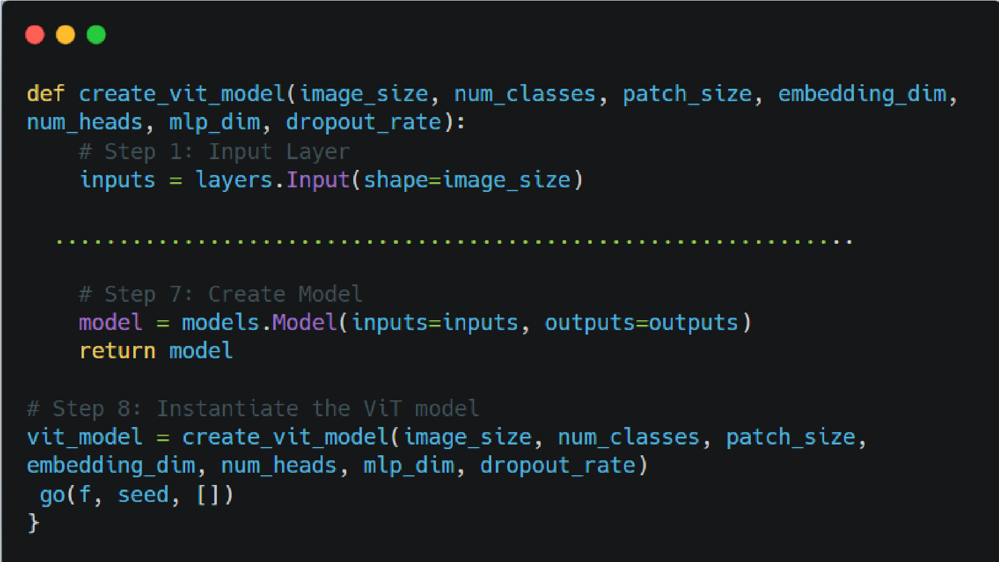 def create_vit_model(image_size, num_classes, patch_size, embedding_dim,
num_heads, mlp_dim, dropout_rate):
    # Step 1: Input Layer
    inputs = layers.Input(shape=image_size)
  ..............................................................
    # Step 7: Create Model
    model = models.Model(inputs=inputs, outputs=outputs)
    return model
# Step 8: Instantiate the ViT model
vit_model = create_vit_model(image_size, num_classes, patch_size,
embedding_dim, num_heads, mlp_dim, dropout_rate)
 go(f, seed, [])
}